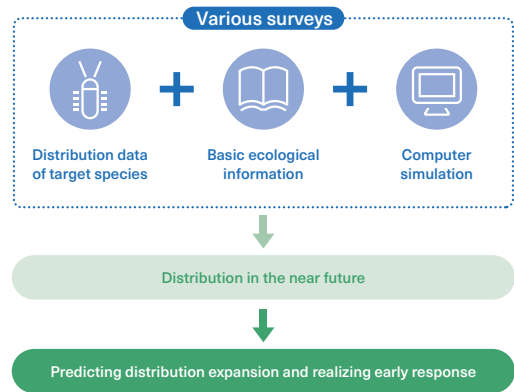 Various surveys
Distribution data
of target species
Basic ecological
information
Computer
simulation
Distribution in the near future
Predicting distribution expansion and realizing early response